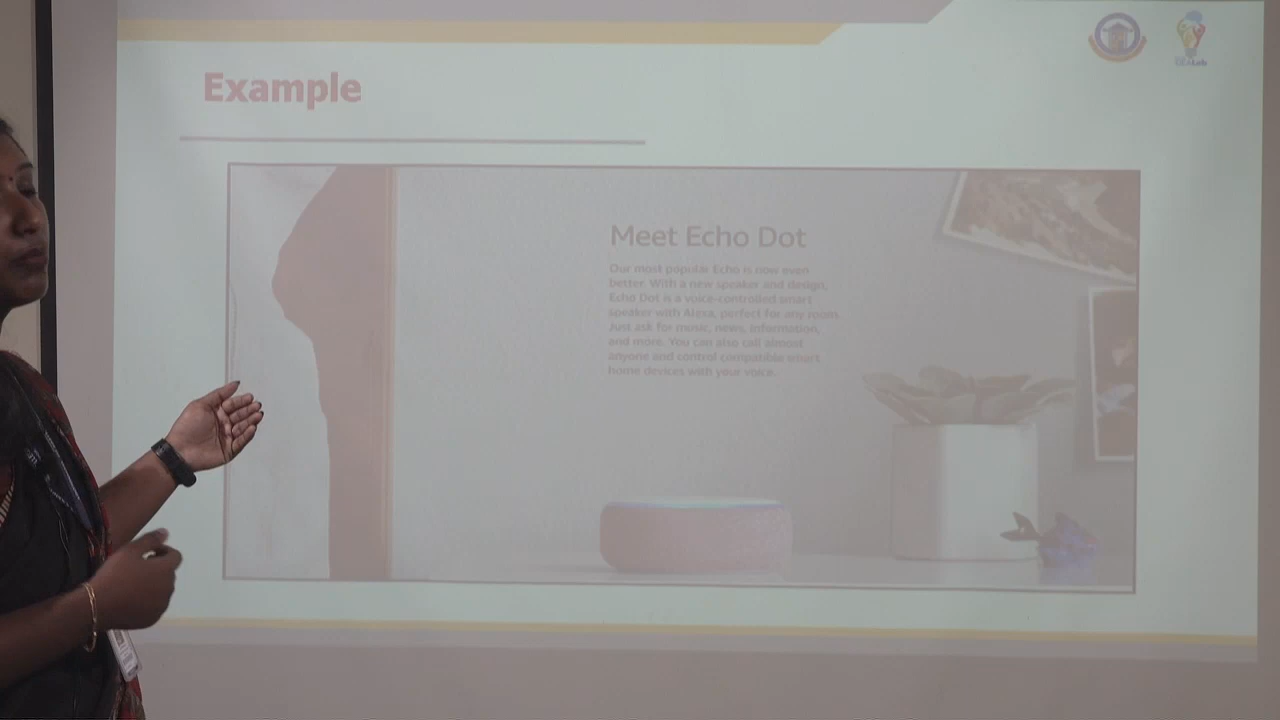 Example
Meet Echo Dot
Our most popular Echo is now even
better. With a new speaker and design,
Echo Dot is a voice-controlled smart
speaker with Alexa, perfect for any room.
Just ask for music, news, information,
and more. You can also call almost
anyone and control compatible smart
home devices with your voice.